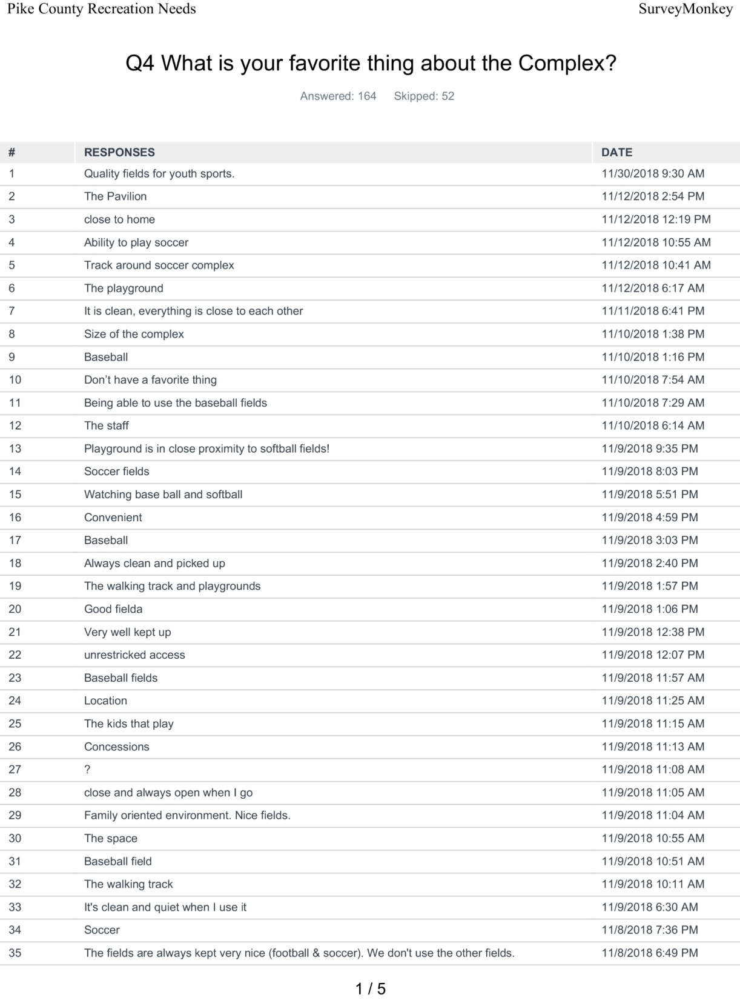 Pike County Recreation Needs SurveyMonkey
Q4 What is your favorite thing about the Complex?
Answered: 164 Skipped: 52
# RESPONSES DATE
1 Quality fields for youth sports. 11/30/2018 9:30 AM
2 The Pavilion 11/12/2018 2:54 PM
3 close to home 11/12/2018 12:19 PM
4 Ability to play soccer 11/12/2018 10:55 AM
5 Track around soccer complex 11/12/2018 10:41 AM
6 The playground 11/12/2018 6:17 AM
7 It is clean, everything is close to each other 11/11/2018 6:41 PM
8 Size of the complex 11/10/2018 1:38 PM
9 Baseball 11/10/2018 1:16 PM
10 Don’t have a favorite thing 11/10/2018 7:54 AM
11 Being able to use the baseball fields 11/10/2018 7:29 AM
12 The staff 11/10/2018 6:14 AM
13 Playground is in close proximity to softball fields! 11/9/2018 9:35 PM
14 Soccer fields 11/9/2018 8:03 PM
15 Watching base ball and softball 11/9/2018 5:51 PM
16 Convenient 11/9/2018 4:59 PM
17 Baseball 11/9/2018 3:03 PM
18 Always clean and picked up 11/9/2018 2:40 PM
19 The walking track and playgrounds 11/9/2018 1:57 PM
20 Good fielda 11/9/2018 1:06 PM
21 Very well kept up 11/9/2018 12:38 PM
22 unrestricked access 11/9/2018 12:07 PM
23 Baseball fields 11/9/2018 11:57 AM
24 Location 11/9/2018 11:25 AM
25 The kids that play 11/9/2018 11:15 AM
26 Concessions 11/9/2018 11:13 AM
27 ? 11/9/2018 11:08 AM
28 close and always open when I go 11/9/2018 11:05 AM
29 Family oriented environment. Nice fields. 11/9/2018 11:04 AM
30 The space 11/9/2018 10:55 AM
31 Baseball field 11/9/2018 10:51 AM
32 The walking track 11/9/2018 10:11 AM
33 It's clean and quiet when I use it 11/9/2018 6:30 AM
34 Soccer 11/8/2018 7:36 PM
35 The fields are always kept very nice (football & soccer). We don't use the other fields. 11/8/2018 6:49 PM
1 / 5